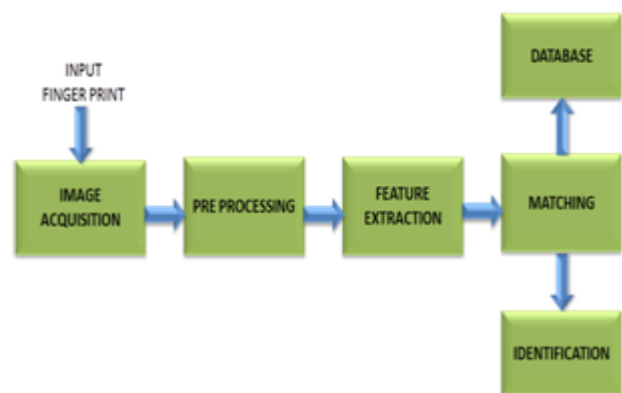 INPUT
FINGER PRINT
IMAGE
ACQUISITION
PRE PROCESSING
FEATURE
EXTRACTION
MATCHING
DATABASE
IDENTIFICATION